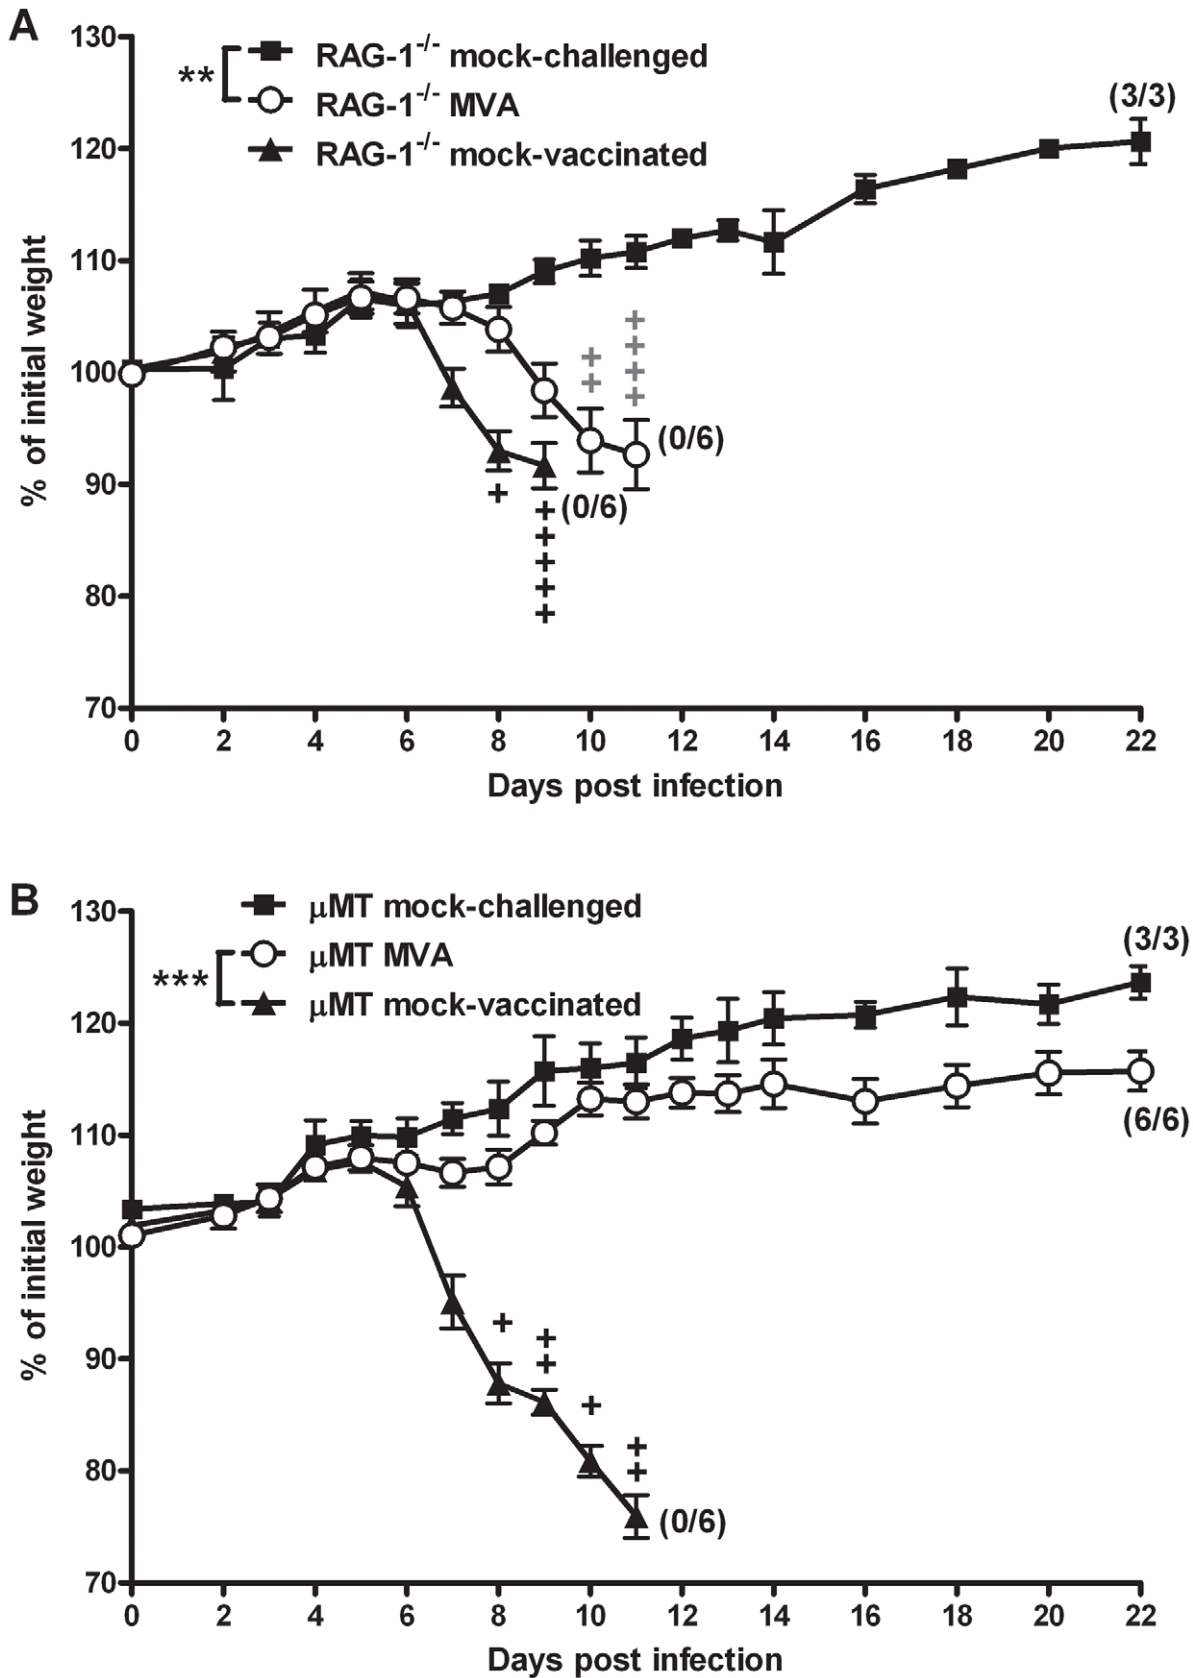 A
130
120
110
100
90
80
70
% of initial weight
** RAG-1-/- mock-challenged
RAG-1-/- MVA
RAG-1-/- mock-vaccinated
(3/3)
+
+
+
+
+
+
(0/6)
+
(0/6)
+
+
+
+
+
0 2 4 6 8 10 12 14 16 18 20 22
Days post infection
B
130
120
110
100
90
80
70
% of initial weight
μMT mock-challenged
*** μMT MVA
μMT mock-vaccinated
(3/3)
(6/6)
+
+
+
+
+
+
(0/6)
0 2 4 6 8 10 12 14 16 18 20 22
Days post infection